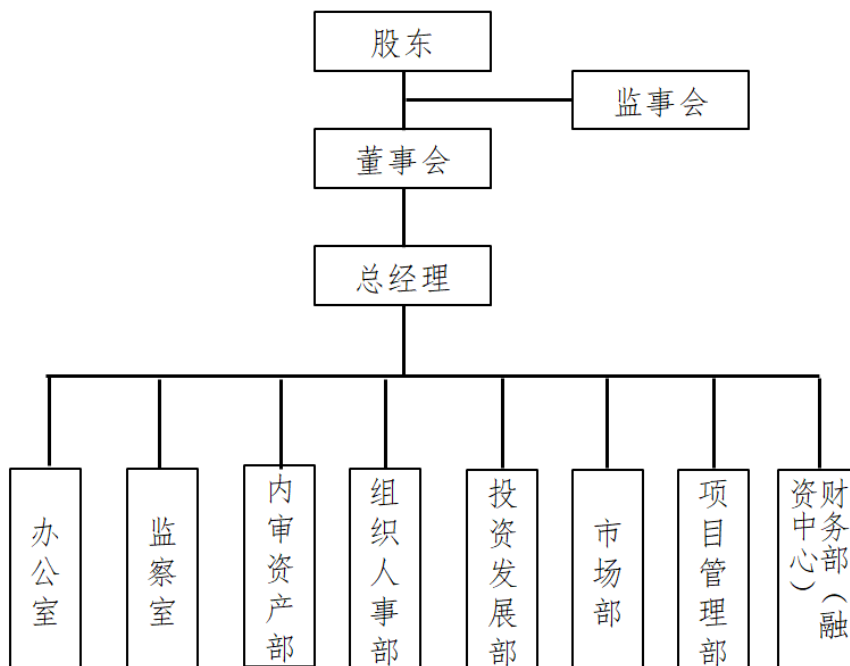 股东
监事会
董事会
总经理
办公室
监察室
内审资产部
组织人事部
投资发展部
市场部
项目管理部
财务部（融
资中心）